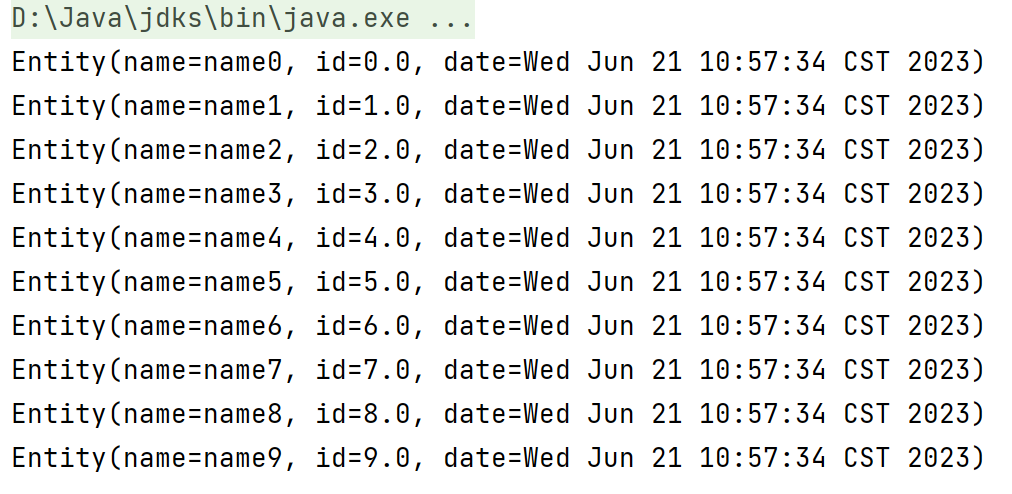 D:\Java\jdks\bin\java.exe ...
Entity(name=name0, id=0.0, date=Wed Jun 21 10:57:34 CST 2023)
Entity(name=name1, id=1.0, date=Wed Jun 21 10:57:34 CST 2023)
Entity(name=name2, id=2.0, date=Wed Jun 21 10:57:34 CST 2023)
Entity(name=name3, id=3.0, date=Wed Jun 21 10:57:34 CST 2023)
Entity(name=name4, id=4.0, date=Wed Jun 21 10:57:34 CST 2023)
Entity(name=name5, id=5.0, date=Wed Jun 21 10:57:34 CST 2023)
Entity(name=name6, id=6.0, date=Wed Jun 21 10:57:34 CST 2023)
Entity(name=name7, id=7.0, date=Wed Jun 21 10:57:34 CST 2023)
Entity(name=name8, id=8.0, date=Wed Jun 21 10:57:34 CST 2023)
Entity(name=name9, id=9.0, date=Wed Jun 21 10:57:34 CST 2023)